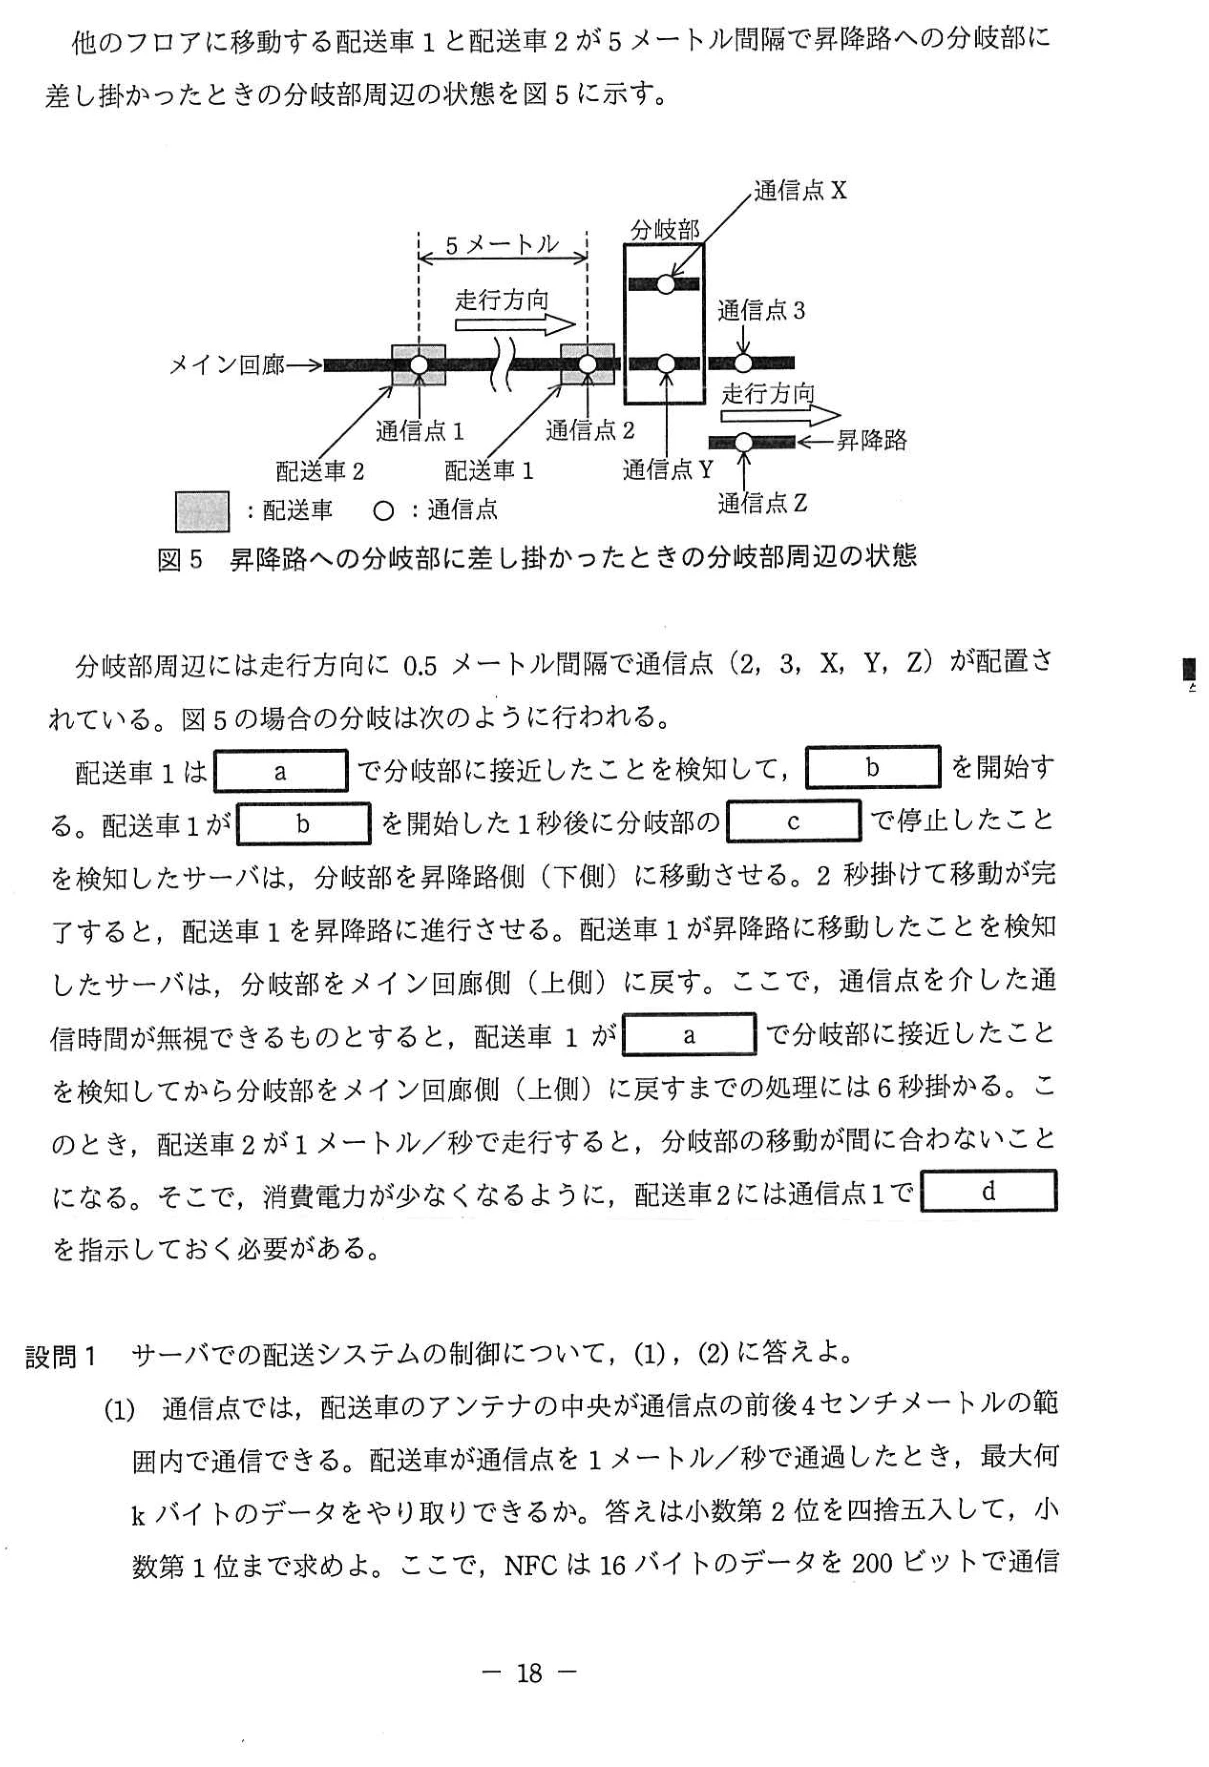 他のフロアに移動する配送車1と配送車2が5メートル間隔で昇降路への分岐部に
差し掛かったときの分岐部周辺の状態を図5に示す。
通信点X
分岐部
5メートル
走行方向
通信点3
メイン回廊
走行方向
通信点1
通信点2
昇降路
配送車2
配送車1
通信点Y
通信点Z
：配送車 ○：通信点
図5 昇降路への分岐部に差し掛かったときの分岐部周辺の状態
分岐部周辺には走行方向に 0.5 メートル間隔で通信点（2, 3, X, Y, Z）が配置さ
れている。図5の場合の分岐は次のように行われる。
配送車1は a で分岐部に接近したことを検知して， b を開始す
る。配送車1が b を開始した1秒後に分岐部の c で停止したこと
を検知したサーバは，分岐部を昇降路側（下側）に移動させる。2 秒掛けて移動が完
了すると，配送車1を昇降路に進行させる。配送車1が昇降路に移動したことを検知
したサーバは，分岐部をメイン回廊側（上側）に戻す。ここで，通信点を介した通
信時間が無視できるものとすると，配送車 1 が a で分岐部に接近したこと
を検知してから分岐部をメイン回廊側（上側）に戻すまでの処理には6秒掛かる。こ
のとき，配送車2が1メートル／秒で走行すると，分岐部の移動が間に合わないこと
になる。そこで，消費電力が少なくなるように，配送車2には通信点1で d
を指示しておく必要がある。
設問1 サーバでの配送システムの制御について，(1)，(2)に答えよ。
(1) 通信点では，配送車のアンテナの中央が通信点の前後4センチメートルの範
囲内で通信できる。配送車が通信点を1メートル／秒で通過したとき，最大何
k バイトのデータをやり取りできるか。答えは小数第2位を四捨五入して，小
数第1位まで求めよ。ここで，NFC は 16 バイトのデータを 200 ビットで通信
－ 18 －